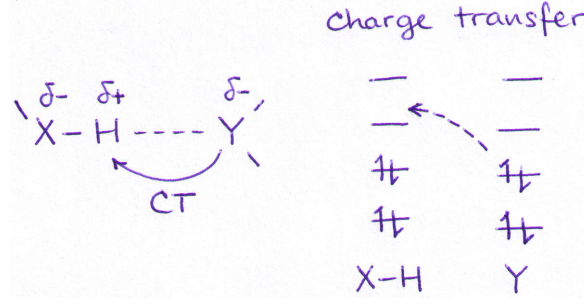 charge transfer
δ- δ+ δ-
X-H----Y
CT
X-H Y